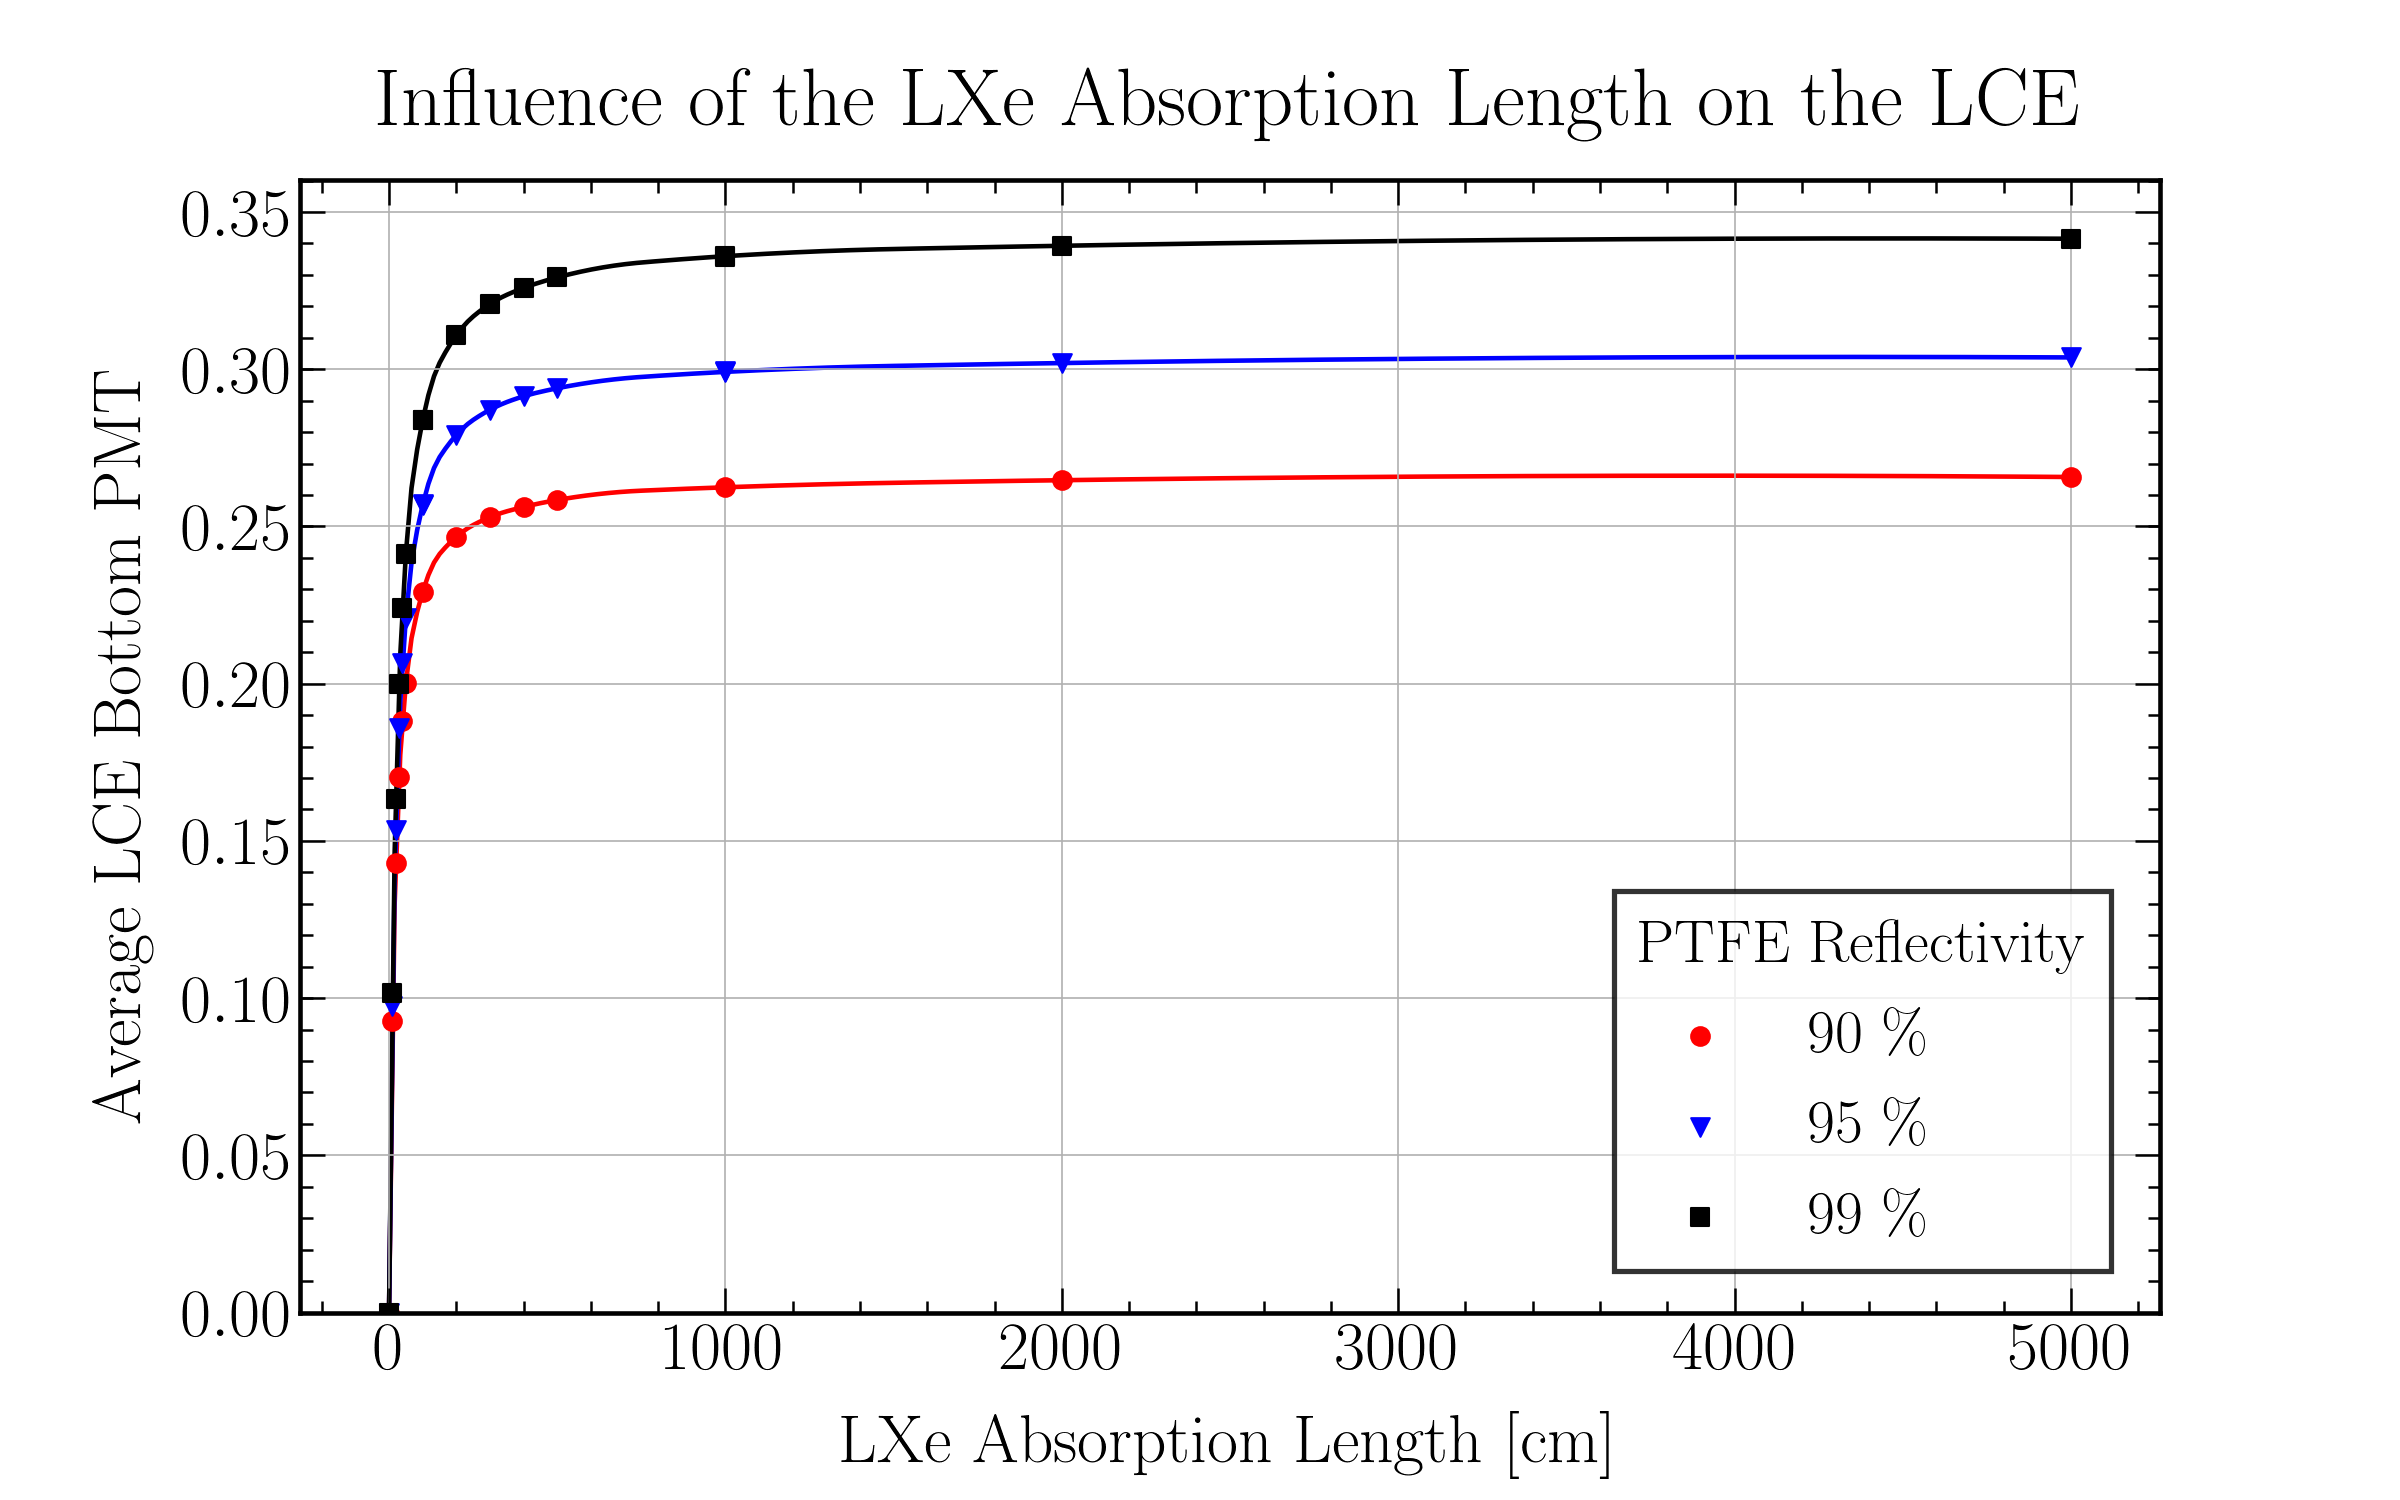 Influence of the LXe Absorption Length on the LCE
Average LCE Bottom PMT
0.35
0.30
0.25
0.20
0.15
0.10
0.05
0.00
0 1000 2000 3000 4000 5000
LXe Absorption Length [cm]
PTFE Reflectivity
90 %
95 %
99 %